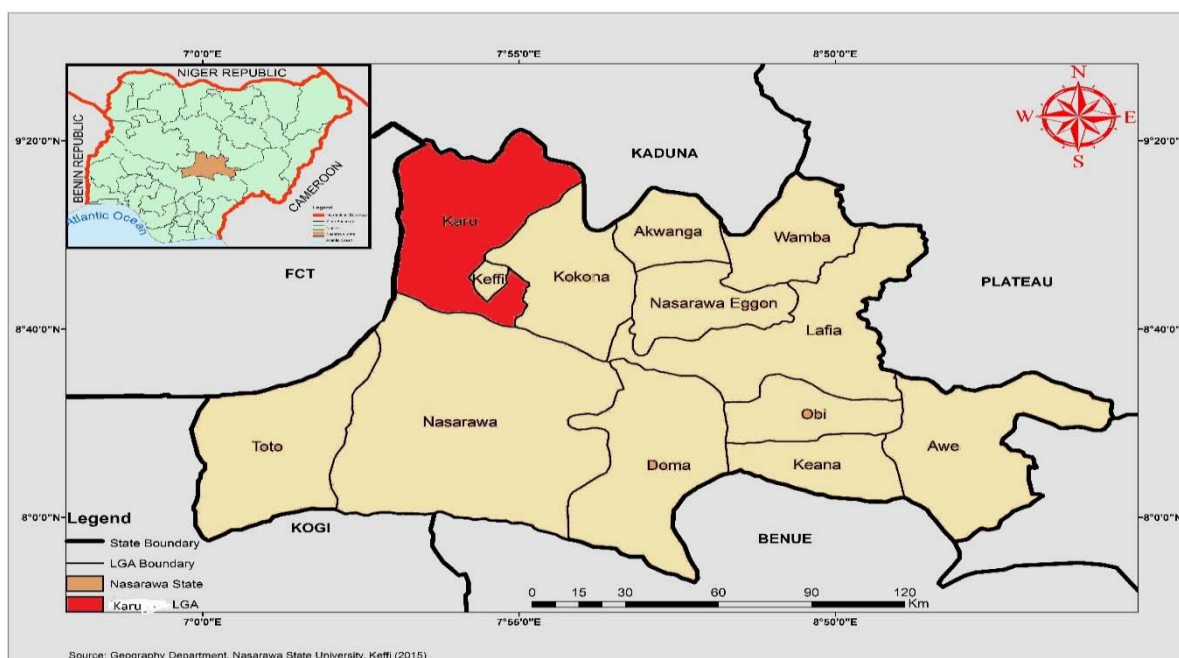 7°0'0"E 7°55'0"E 8°50'0"E
NIGER REPUBLIC
BENIN REPUBLIC
CAMEROON
Atlantic Ocean
Legend
N
W E
S
9°20'0"N 9°20'0"N
KADUNA
Karu
Akwanga
Wamba
FCT
Keffi
Kokona
PLATEAU
Nasarawa Eggon
8°40'0"N 8°40'0"N
Lafia
Nasarawa
Obi
Toto
Awe
Doma
Keana
8°0'0"N 8°0'0"N
Legend
KOGI
BENUE
State Boundary
LGA Boundary
Nasarawa State
Karu LGA
0 15 30 60 90 120
Km
7°0'0"E 7°55'0"E 8°50'0"E
Source: Geography Department, Nasarawa State University, Keffi (2015)